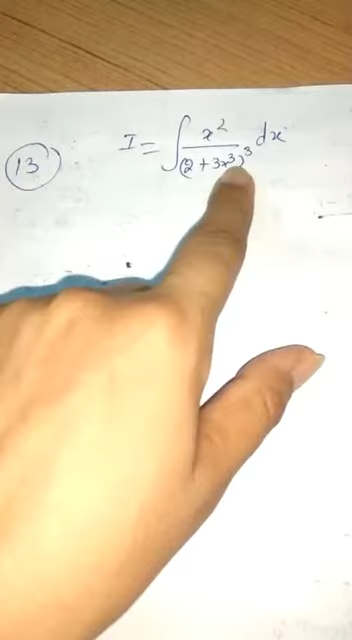 (13) I = ∫ x² / (2 + 3x³)³ dx